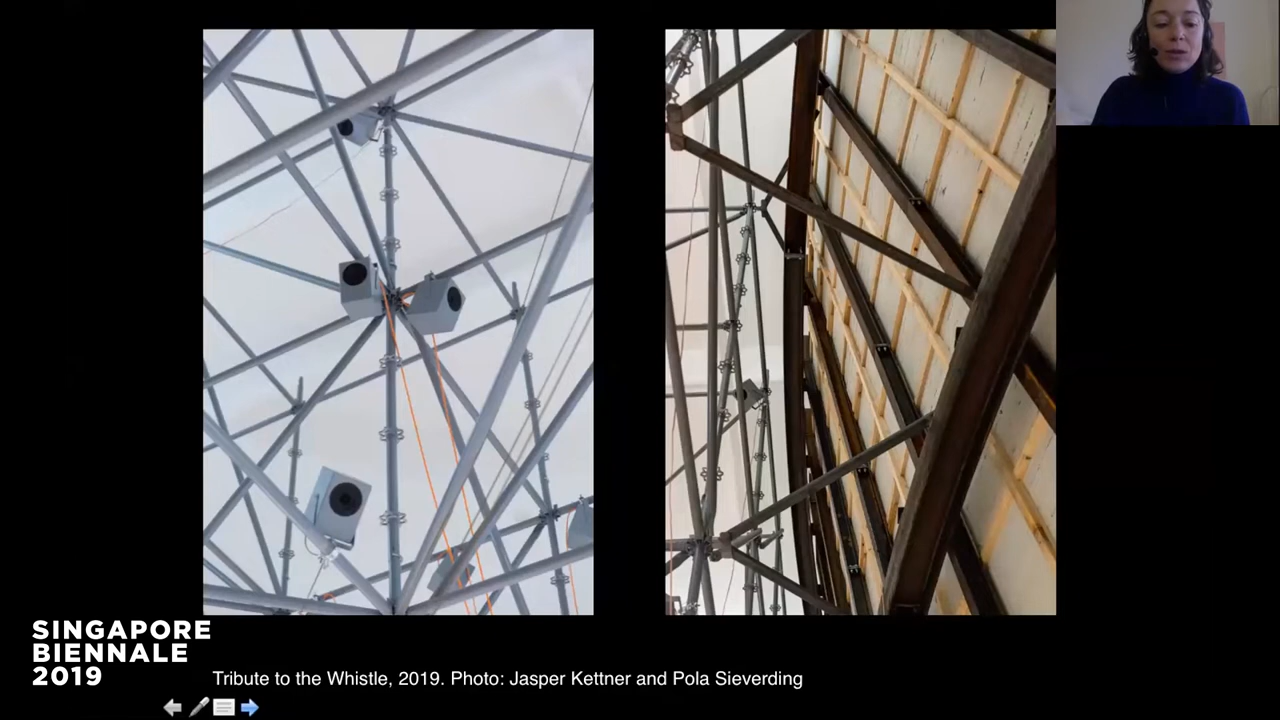 SINGAPORE
BIENNALE
2019
Tribute to the Whistle, 2019. Photo: Jasper Kettner and Pola Sieverding